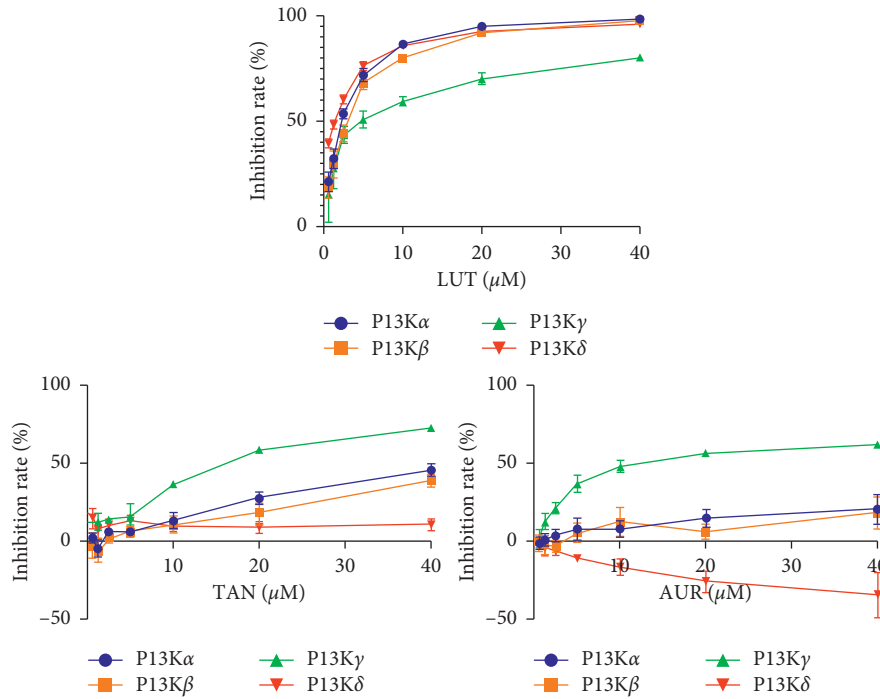 100
50
0
Inhibition rate (%)
0 10 20 30 40
LUT (μM)
P13Kα P13Kγ
P13Kβ P13Kδ
100
50
0
−50
Inhibition rate (%)
10 20 30 40
TAN (μM)
P13Kα P13Kγ
P13Kβ P13Kδ
100
50
0
−50
Inhibition rate (%)
10 20 30 40
AUR (μM)
P13Kα P13Kγ
P13Kβ P13Kδ